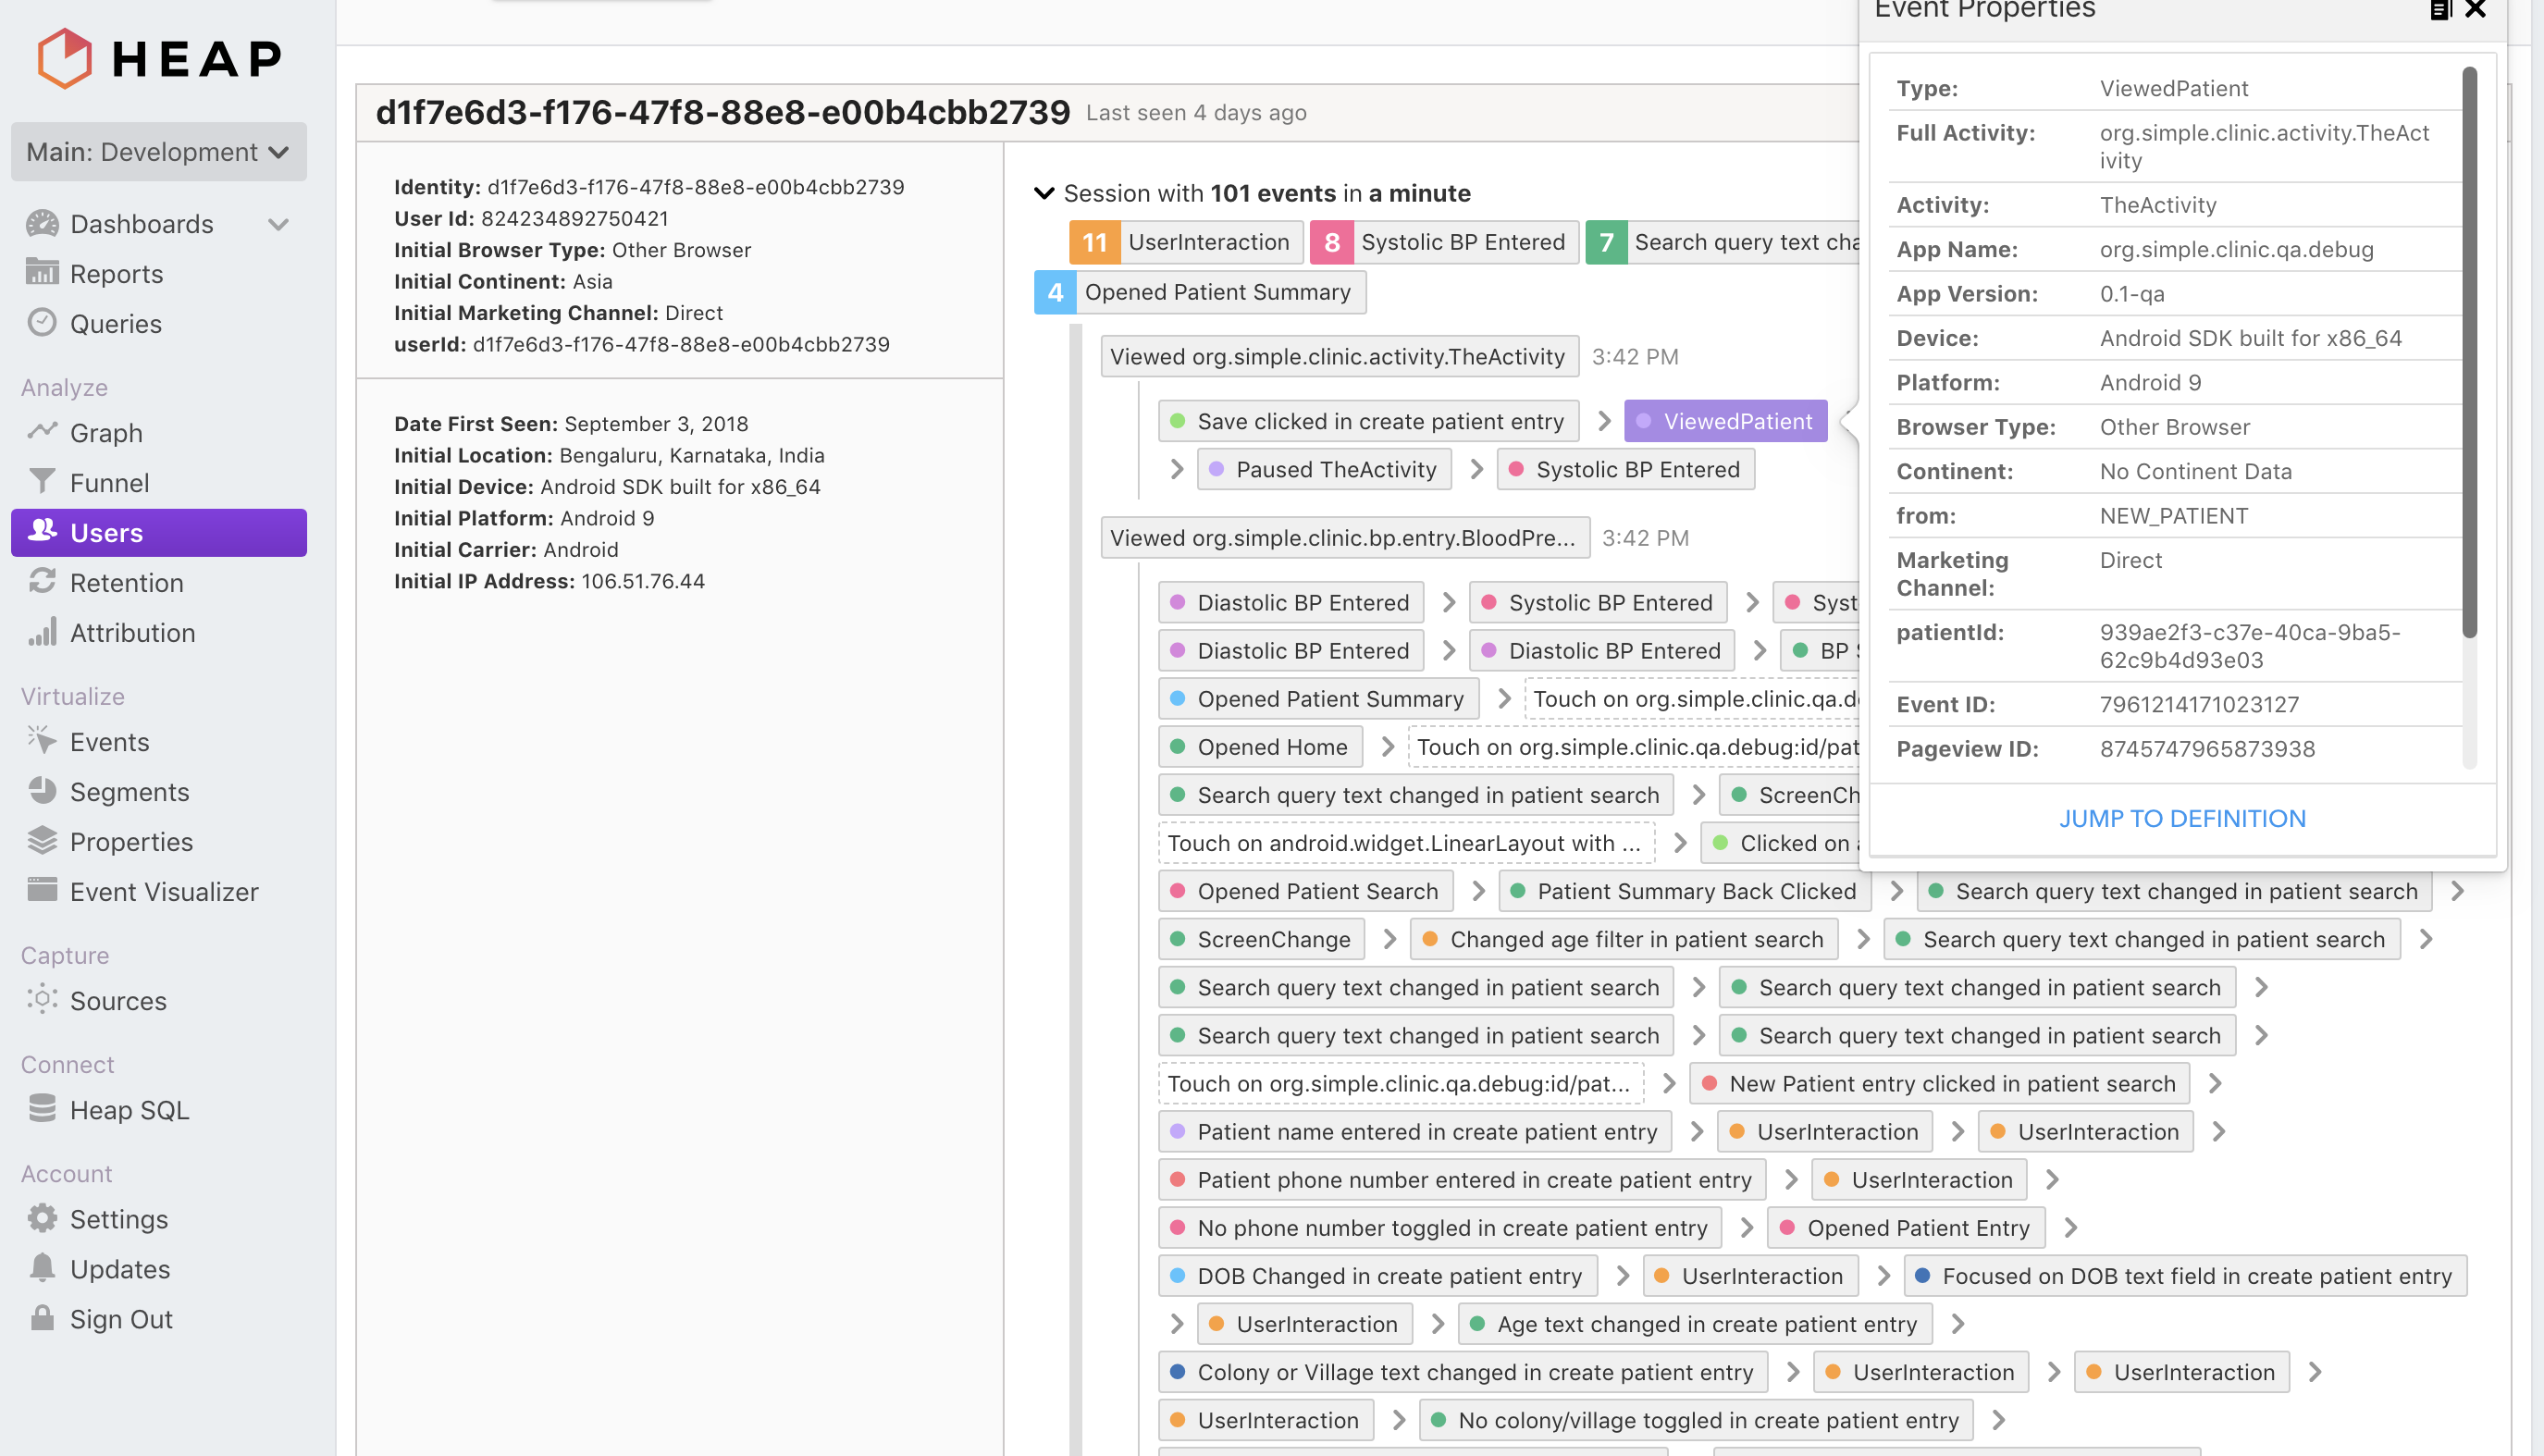 HEAP
Main: Development
Dashboards
Reports
Queries
Analyze
Graph
Funnel
Users
Retention
Attribution
Virtualize
Events
Segments
Properties
Event Visualizer
Capture
Sources
Connect
Heap SQL
Account
Settings
Updates
Sign Out
d1f7e6d3-f176-47f8-88e8-e00b4cbb2739 Last seen 4 days ago
Identity: d1f7e6d3-f176-47f8-88e8-e00b4cbb2739
User Id: 824234892750421
Initial Browser Type: Other Browser
Initial Continent: Asia
Initial Marketing Channel: Direct
userId: d1f7e6d3-f176-47f8-88e8-e00b4cbb2739
Date First Seen: September 3, 2018
Initial Location: Bengaluru, Karnataka, India
Initial Device: Android SDK built for x86_64
Initial Platform: Android 9
Initial Carrier: Android
Initial IP Address: 106.51.76.44
Session with 101 events in a minute
11 UserInteraction 8 Systolic BP Entered 7 Search query text cha
4 Opened Patient Summary
Viewed org.simple.clinic.activity.TheActivity 3:42 PM
Save clicked in create patient entry ViewedPatient
Paused TheActivity Systolic BP Entered
Viewed org.simple.clinic.bp.entry.BloodPre... 3:42 PM
Diastolic BP Entered Systolic BP Entered Syst
Diastolic BP Entered Diastolic BP Entered BP
Opened Patient Summary Touch on org.simple.clinic.qa.d
Opened Home Touch on org.simple.clinic.qa.debug:id/pat
Search query text changed in patient search ScreenCh
Touch on android.widget.LinearLayout with ... Clicked on
Opened Patient Search Patient Summary Back Clicked Search query text changed in patient search
ScreenChange Changed age filter in patient search Search query text changed in patient search
Search query text changed in patient search Search query text changed in patient search
Search query text changed in patient search Search query text changed in patient search
Touch on org.simple.clinic.qa.debug:id/pat... New Patient entry clicked in patient search
Patient name entered in create patient entry UserInteraction UserInteraction
Patient phone number entered in create patient entry UserInteraction
No phone number toggled in create patient entry Opened Patient Entry
DOB Changed in create patient entry UserInteraction Focused on DOB text field in create patient entry
UserInteraction Age text changed in create patient entry
Colony or Village text changed in create patient entry UserInteraction UserInteraction
UserInteraction No colony/village toggled in create patient entry
Event Properties
Type: ViewedPatient
Full Activity: org.simple.clinic.activity.TheAct
ivity
Activity: TheActivity
App Name: org.simple.clinic.qa.debug
App Version: 0.1-qa
Device: Android SDK built for x86_64
Platform: Android 9
Browser Type: Other Browser
Continent: No Continent Data
from: NEW_PATIENT
Marketing Direct
Channel:
patientId: 939ae2f3-c37e-40ca-9ba5-
62c9b4d93e03
Event ID: 7961214171023127
Pageview ID: 8745747965873938
JUMP TO DEFINITION